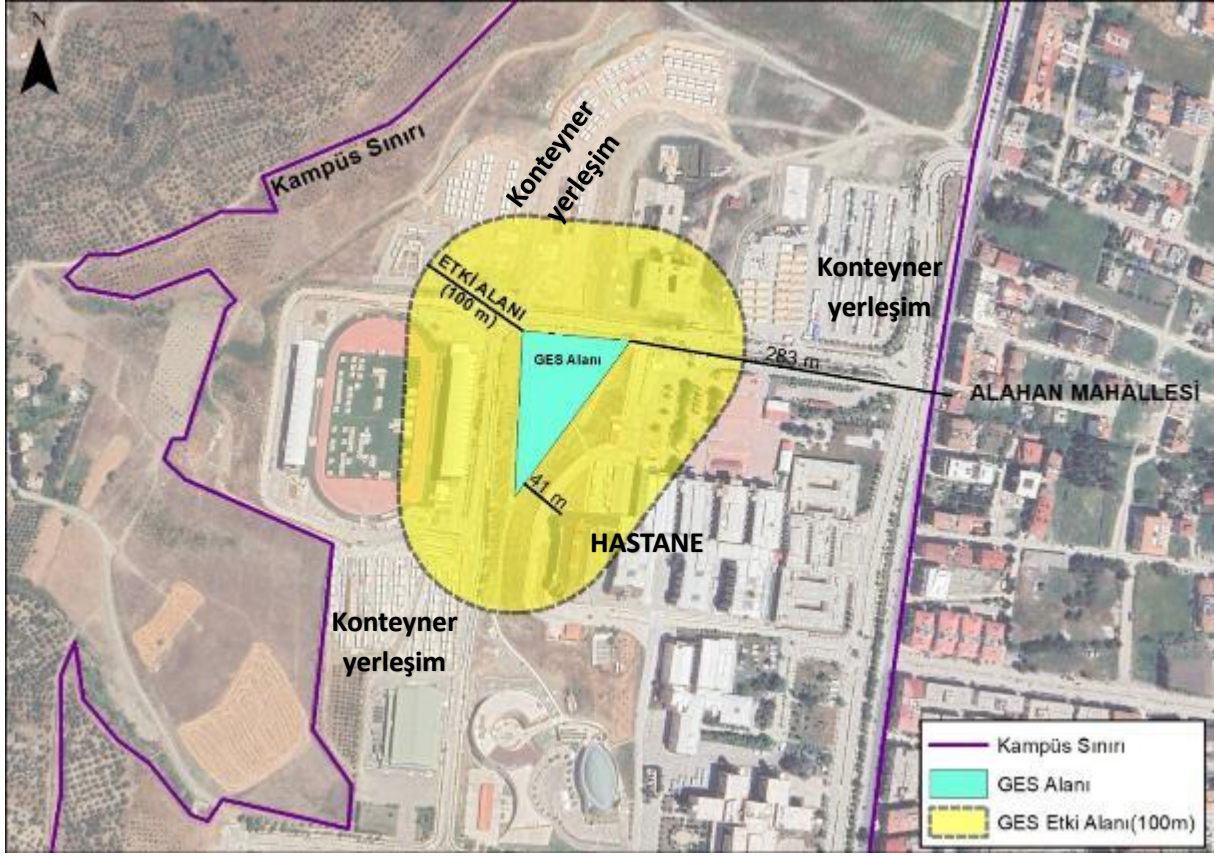 N
Kampüs Sınırı
Konteyner
yerleşim
ETKİ ALANI
(100 m)
GES Alanı
Konteyner
yerleşim
283 m
ALAHAN MAHALLESİ
41 m
HASTANE
Konteyner
yerleşim
Kampüs Sınırı
GES Alanı
GES Etki Alanı(100m)